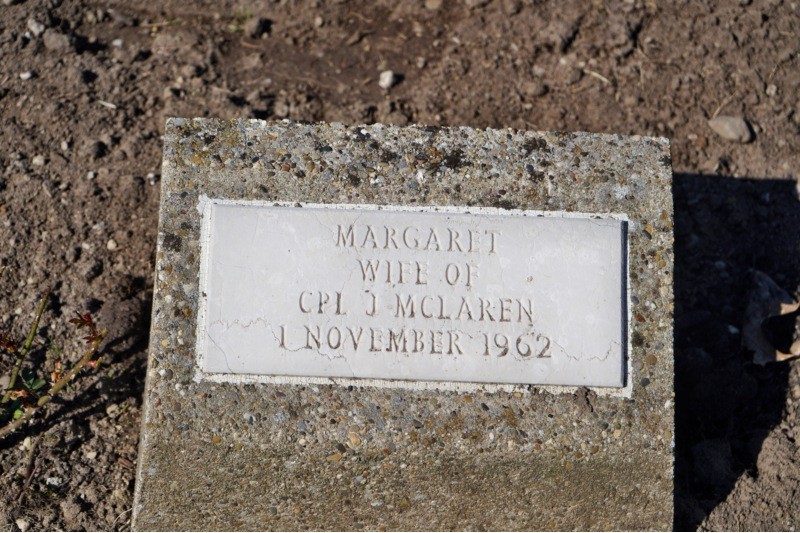 MARGARET
WIFE OF
CPL J MCLAREN
1 NOVEMBER 1962